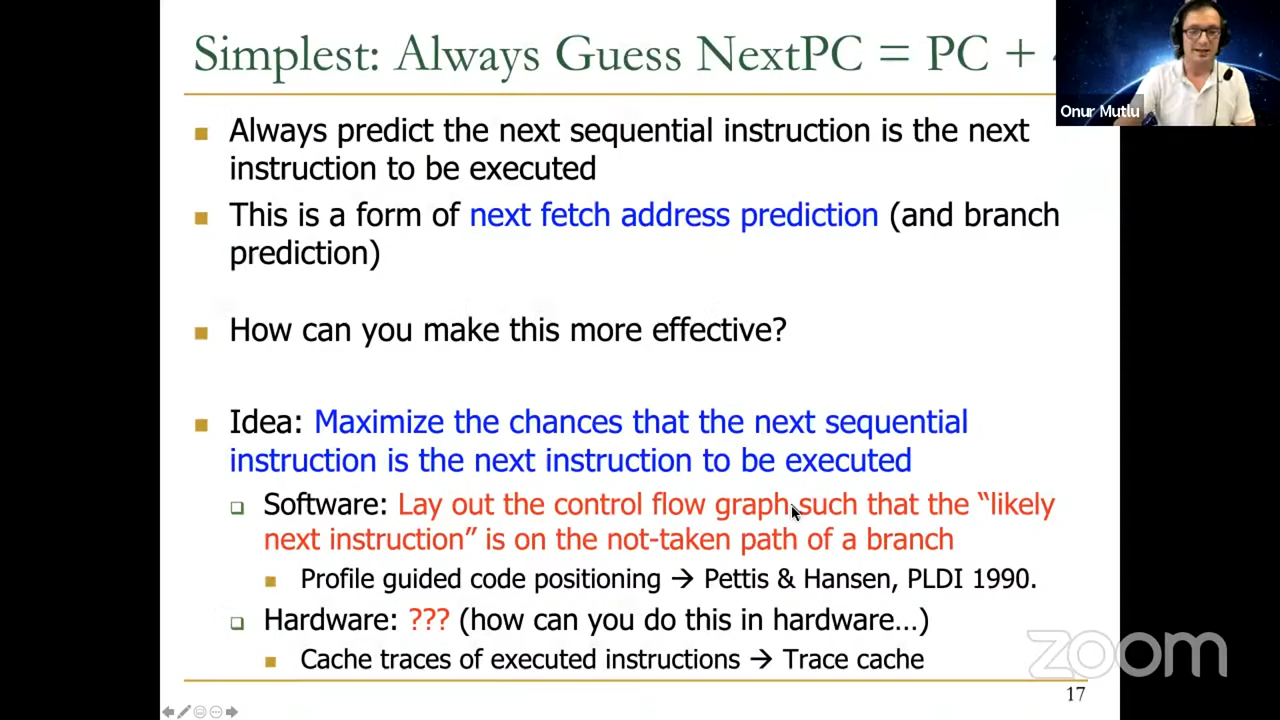 Simplest: Always Guess NextPC = PC +
Onur Mutlu
Always predict the next sequential instruction is the next
instruction to be executed
This is a form of next fetch address prediction (and branch
prediction)
How can you make this more effective?
Idea: Maximize the chances that the next sequential
instruction is the next instruction to be executed
Software: Lay out the control flow graph such that the “likely
next instruction” is on the not-taken path of a branch
Profile guided code positioning → Pettis & Hansen, PLDI 1990.
Hardware: ??? (how can you do this in hardware…)
Cache traces of executed instructions → Trace cache
zoom
17